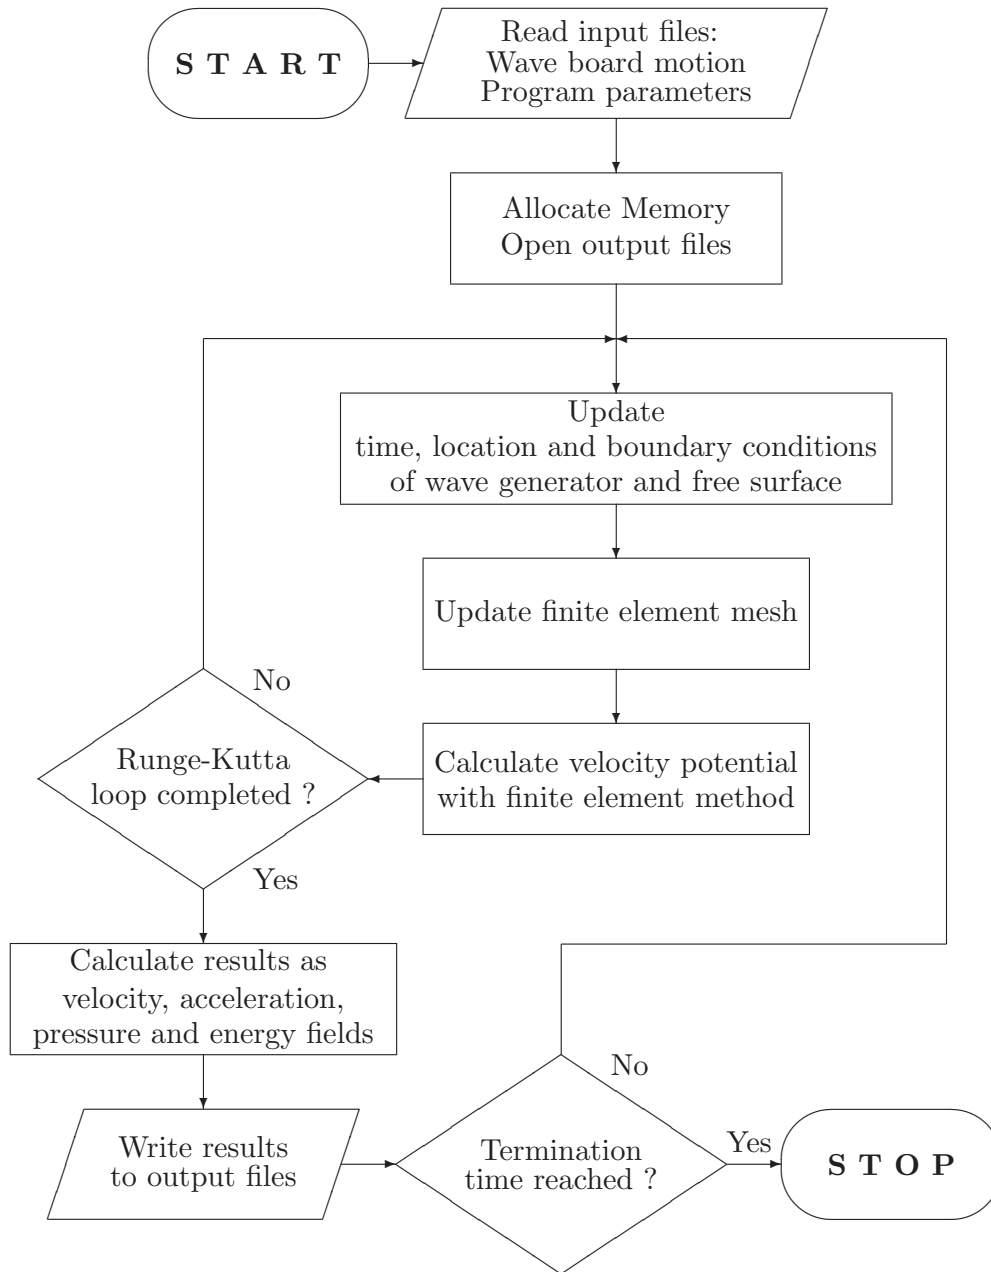 S T A R T
Read input files:
Wave board motion
Program parameters
Allocate Memory
Open output files
Update
time, location and boundary conditions
of wave generator and free surface
Update finite element mesh
Calculate velocity potential
with finite element method
No
Runge-Kutta
loop completed ?
Yes
Calculate results as
velocity, acceleration,
pressure and energy fields
Write results
to output files
No
Termination
time reached ?
Yes
S T O P